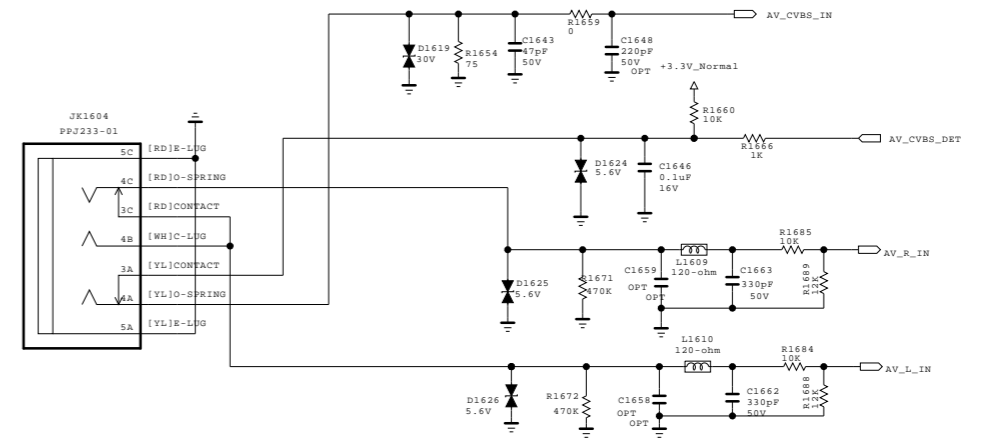 R1659
0
AV_CVBS_IN
D1619
30V
R1654
75
C1643
47pF
50V
C1648
220pF
50V
OPT
+3.3V_Normal
R1660
10K
R1666
1K
AV_CVBS_DET
D1624
5.6V
C1646
0.1uF
16V
JK1604
PPJ233-01
5C
[RD]E-LUG
4C
[RD]O-SPRING
3C
[RD]CONTACT
4B
[WH]C-LUG
3A
[YL]CONTACT
4A
[YL]O-SPRING
5A
[YL]E-LUG
D1625
5.6V
R1671
470K
C1659
OPT
OPT
L1609
120-ohm
C1663
330pF
50V
R1685
10K
R1689
12K
AV_R_IN
D1626
5.6V
R1672
470K
C1658
OPT
OPT
L1610
120-ohm
C1662
330pF
50V
R1684
10K
R1688
12K
AV_L_IN